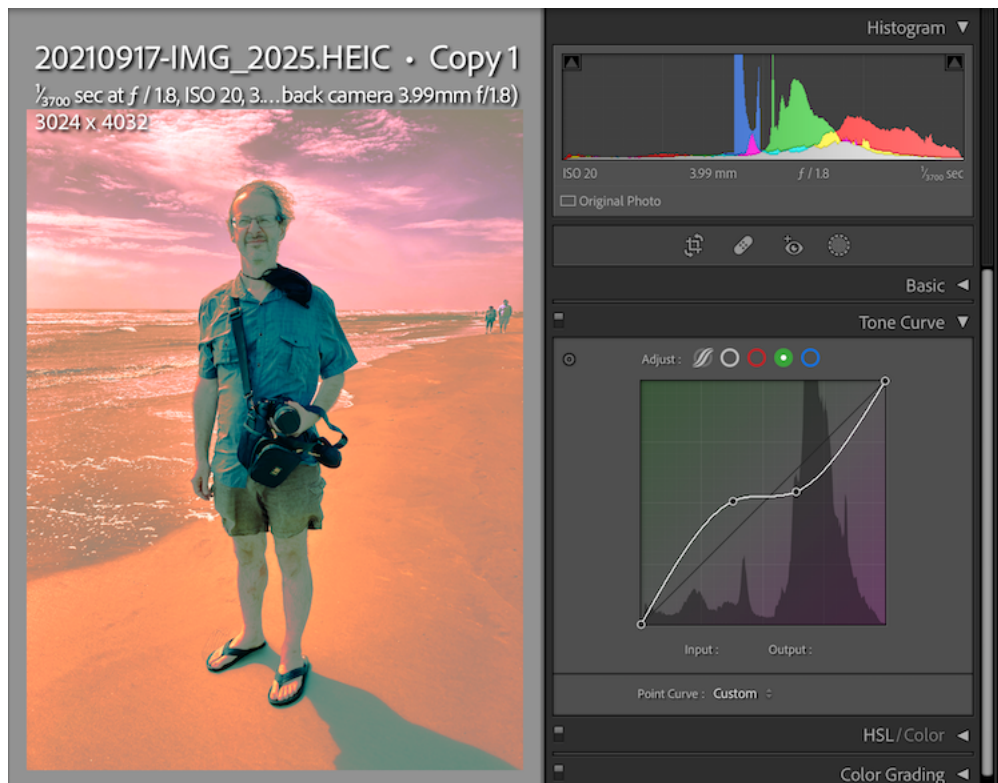 20210917-IMG_2025.HEIC • Copy 1
1/3700 sec at ƒ / 1.8, ISO 20, 3....back camera 3.99mm f/1.8)
3024 x 4032
Histogram
ISO 20 3.99 mm ƒ / 1.8 1/3700 sec
Original Photo
Basic
Tone Curve
Adjust :
Input : Output :
Point Curve : Custom
HSL / Color
Color Grading